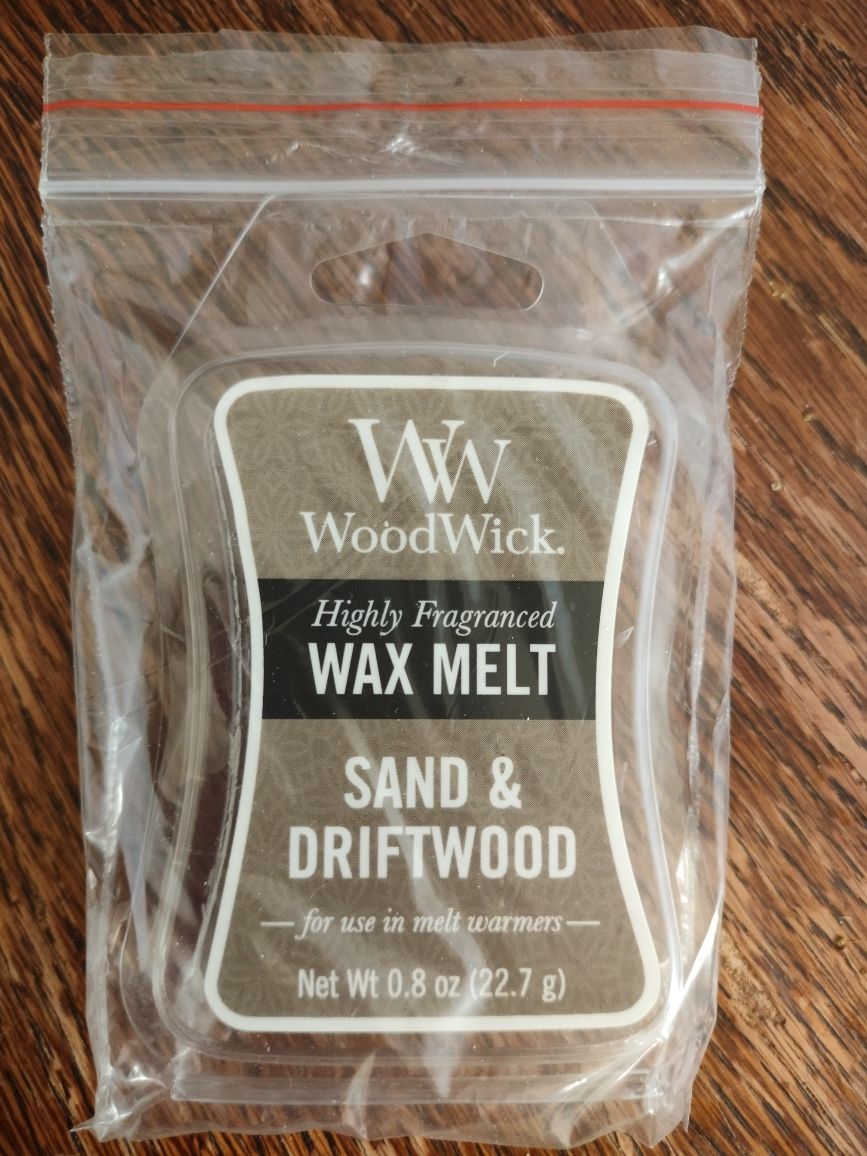 WW
WoodWick.
Highly Fragranced
WAX MELT
SAND &
DRIFTWOOD
— for use in melt warmers —
Net Wt 0.8 oz (22.7 g)